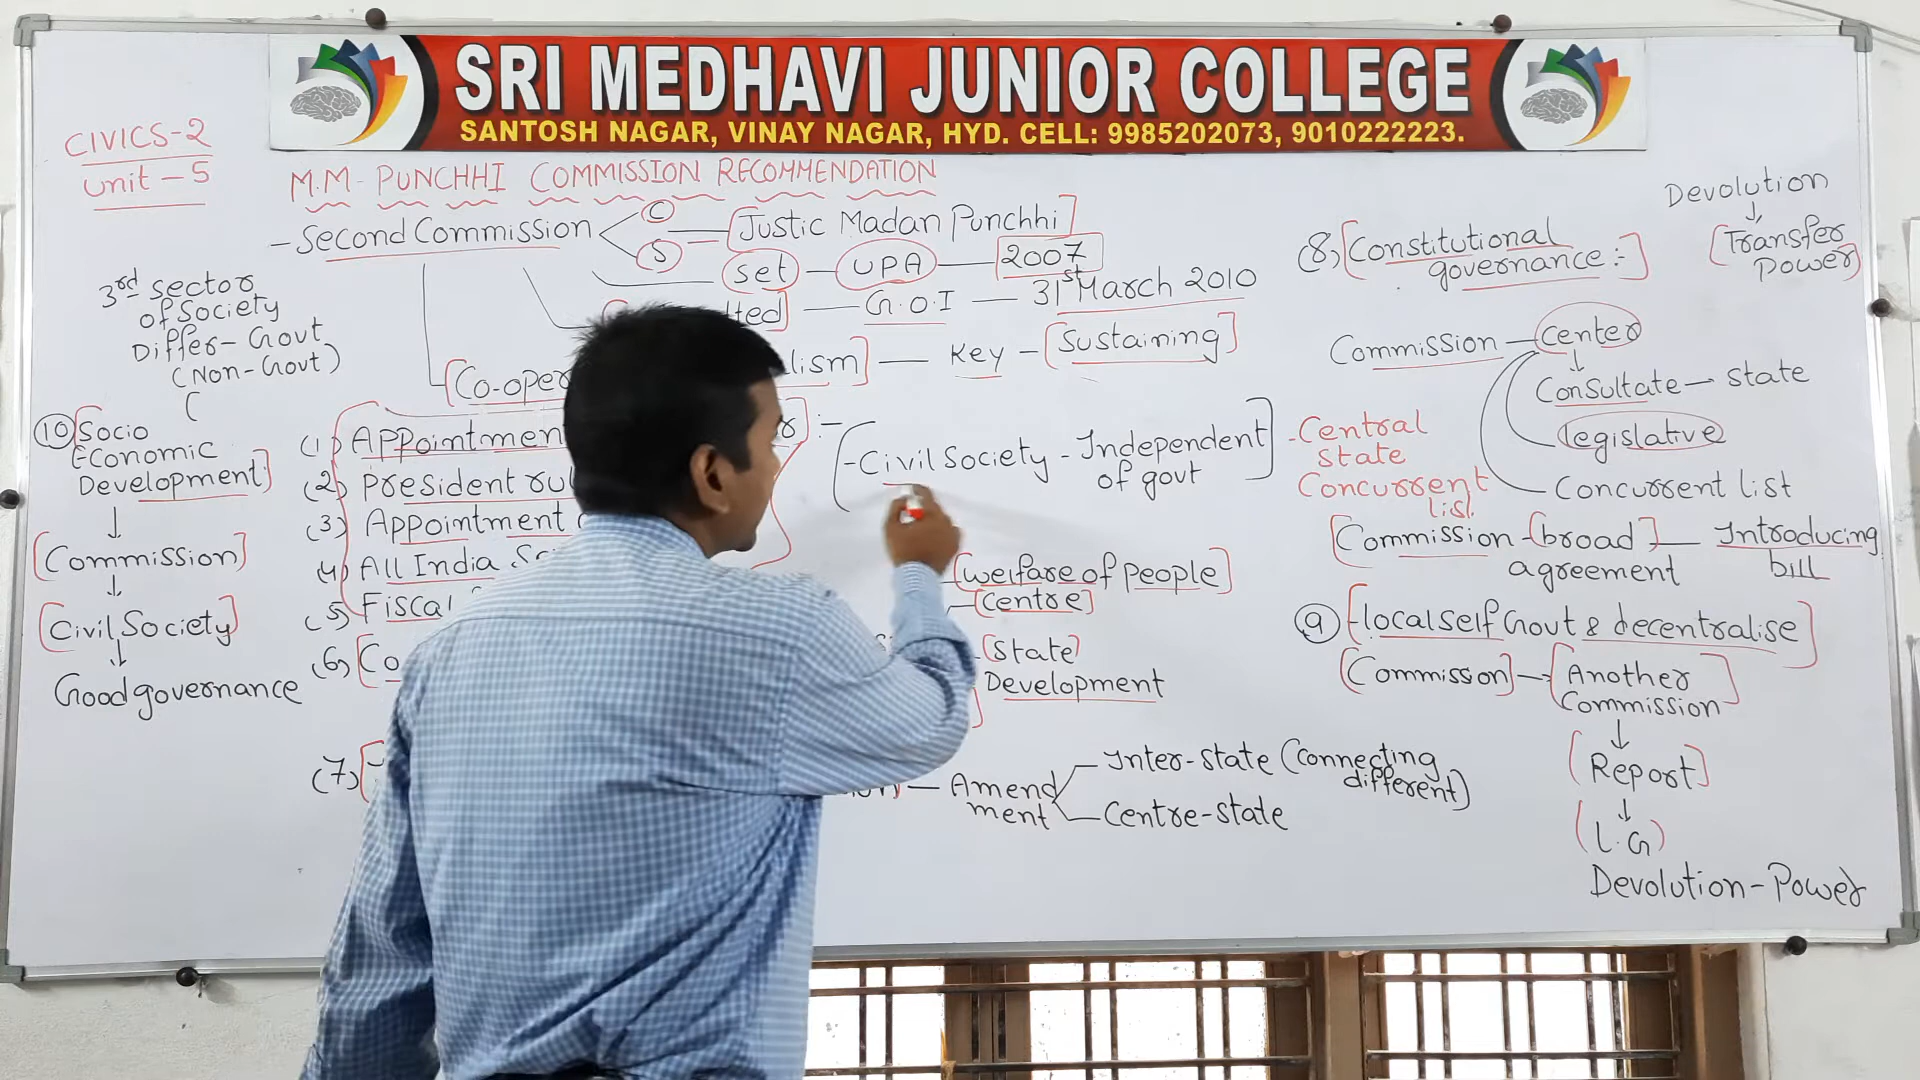 SRI MEDHAVI JUNIOR COLLEGE
SANTOSH NAGAR, VINAY NAGAR, HYD. CELL: 9985202073, 9010222223.
CIVICS-2
Unit - 5
M.M- PUNCHHI COMMISSION RECOMMENDATION
- Second Commission
C
S
Justic Madan Punchhi
set - UPA - 2007
G.O.I - 31st March 2010
Key - [Sustaining]
3rd sector
of Society
Differ- Govt
(Non-Govt)
(
(10) [Socio
Economic
Development]
↓
[Commission]
↓
[Civil Society]
↓
Good governance
(1) Appointment
(2) President
(3) Appointment
(4) All India
(5) Fiscal
(6)
(7)
- Civil Society - Independent
of govt
[welfare of people]
[Centre]
(State)
Development
Amend
ment
Inter-state (Connecting
different)
Centre-state
- Central
State
Concurrent
list
Devolution
↓
[Transfer
Power]
(8) [Constitutional
governance:-]
Commission - Center
↓
Consultate - State
legislative
Concurrent list
[Commission - [broad] - Introducing
agreement bill
(9) [local self Govt & decentralise]
[Commission] → [Another
Commission]
↓
[Report]
↓
(L.G)
Devolution - Power